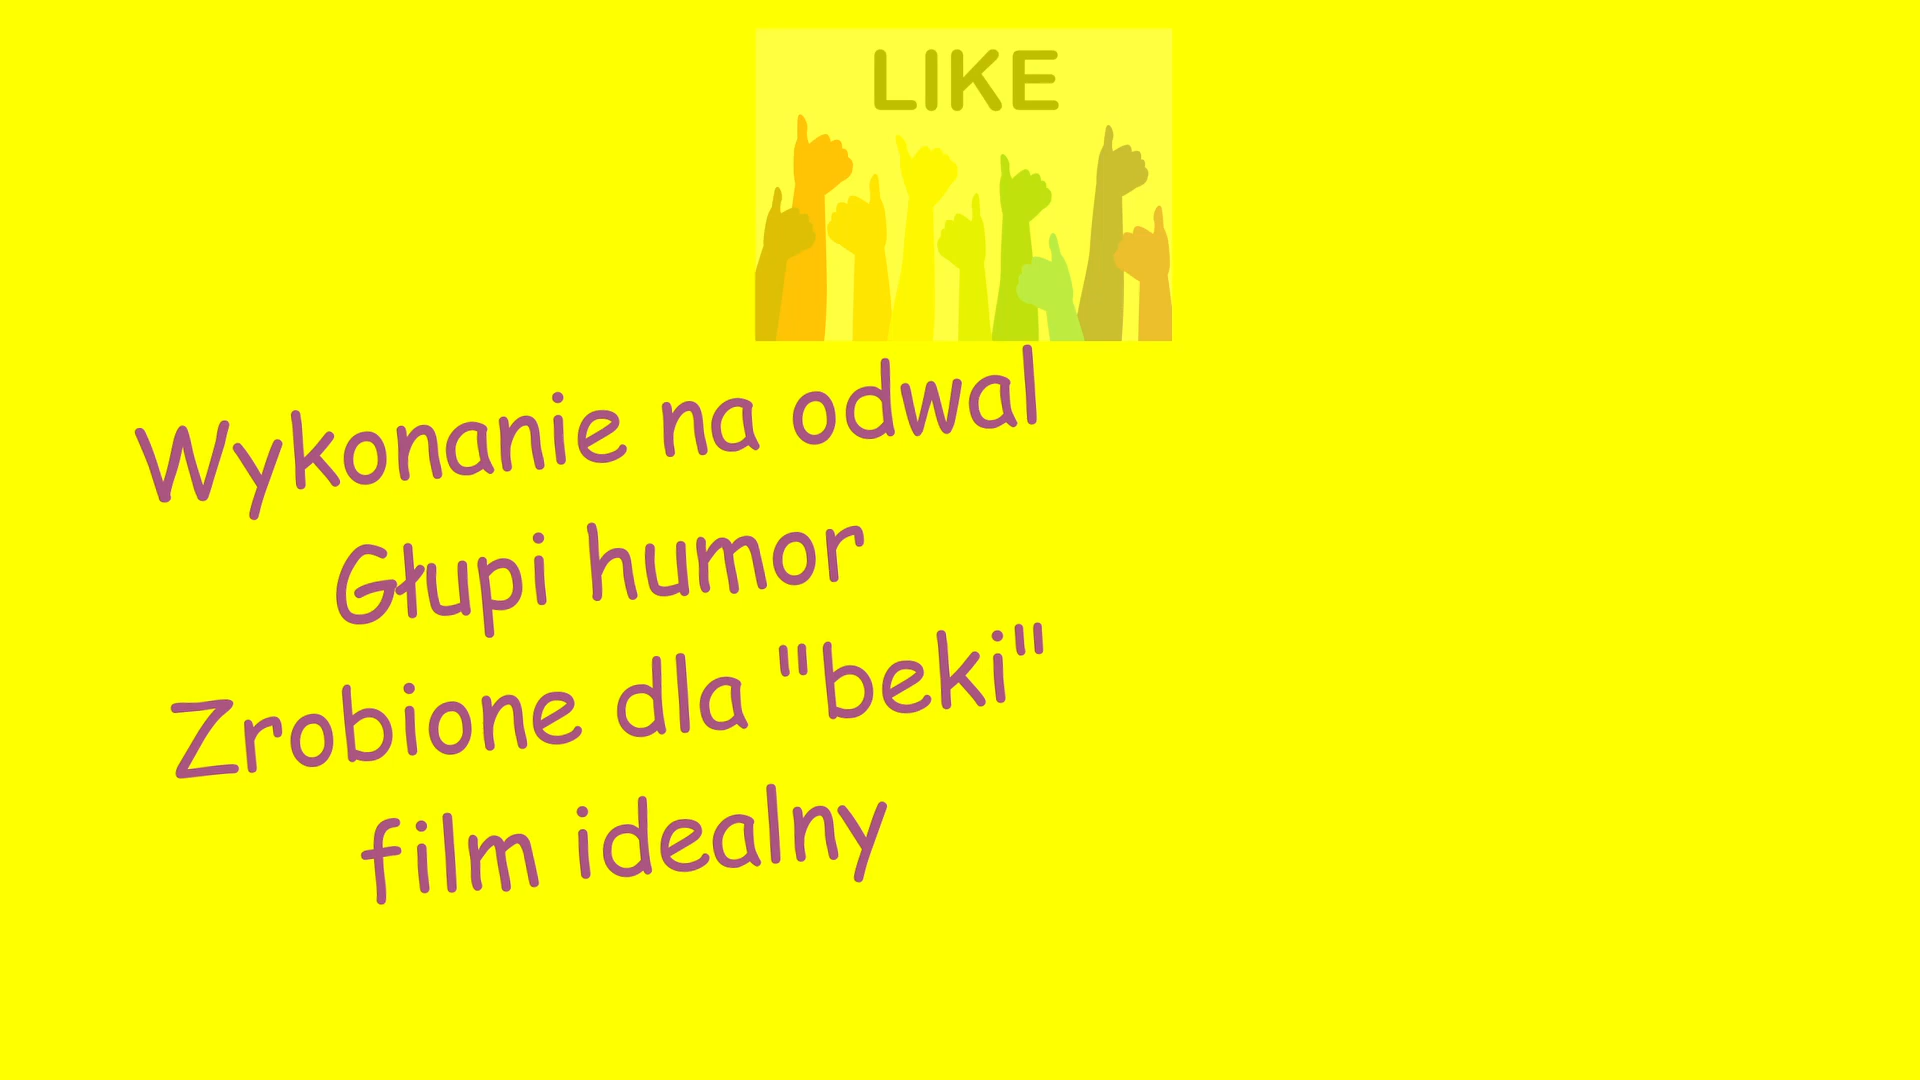 LIKE
Wykonanie na odwal
Głupi humor
Zrobione dla "beki"
film idealny